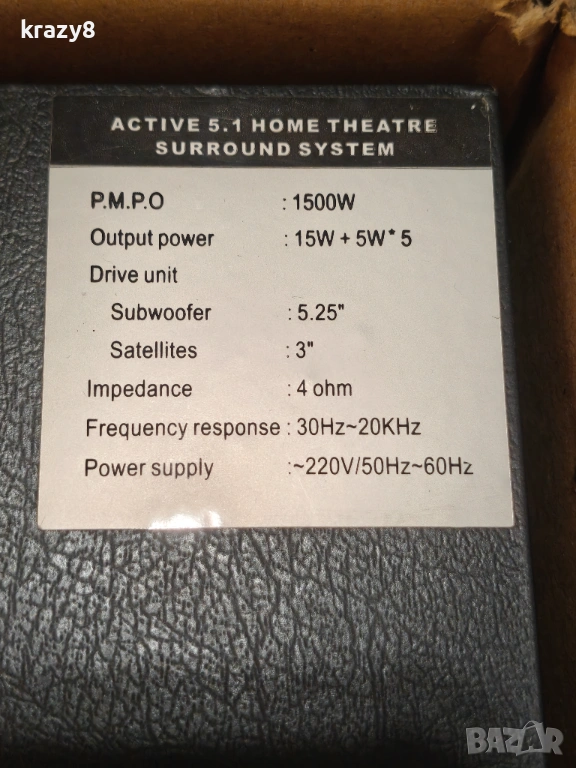 krazy8
ACTIVE 5.1 HOME THEATRE
SURROUND SYSTEM
P.M.P.O : 1500W
Output power : 15W + 5W*5
Drive unit
Subwoofer : 5.25"
Satellites : 3"
Impedance : 4 ohm
Frequency response : 30Hz~20KHz
Power supply :~220V/50Hz~60Hz
BAZAR